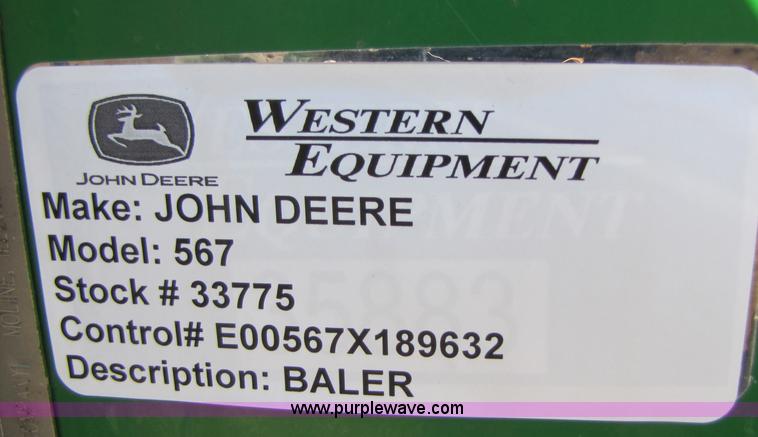 WESTERN
EQUIPMENT
JOHN DEERE
Make: JOHN DEERE
Model: 567
Stock # 33775
Control# E00567X189632
Description: BALER
www.purplewave.com